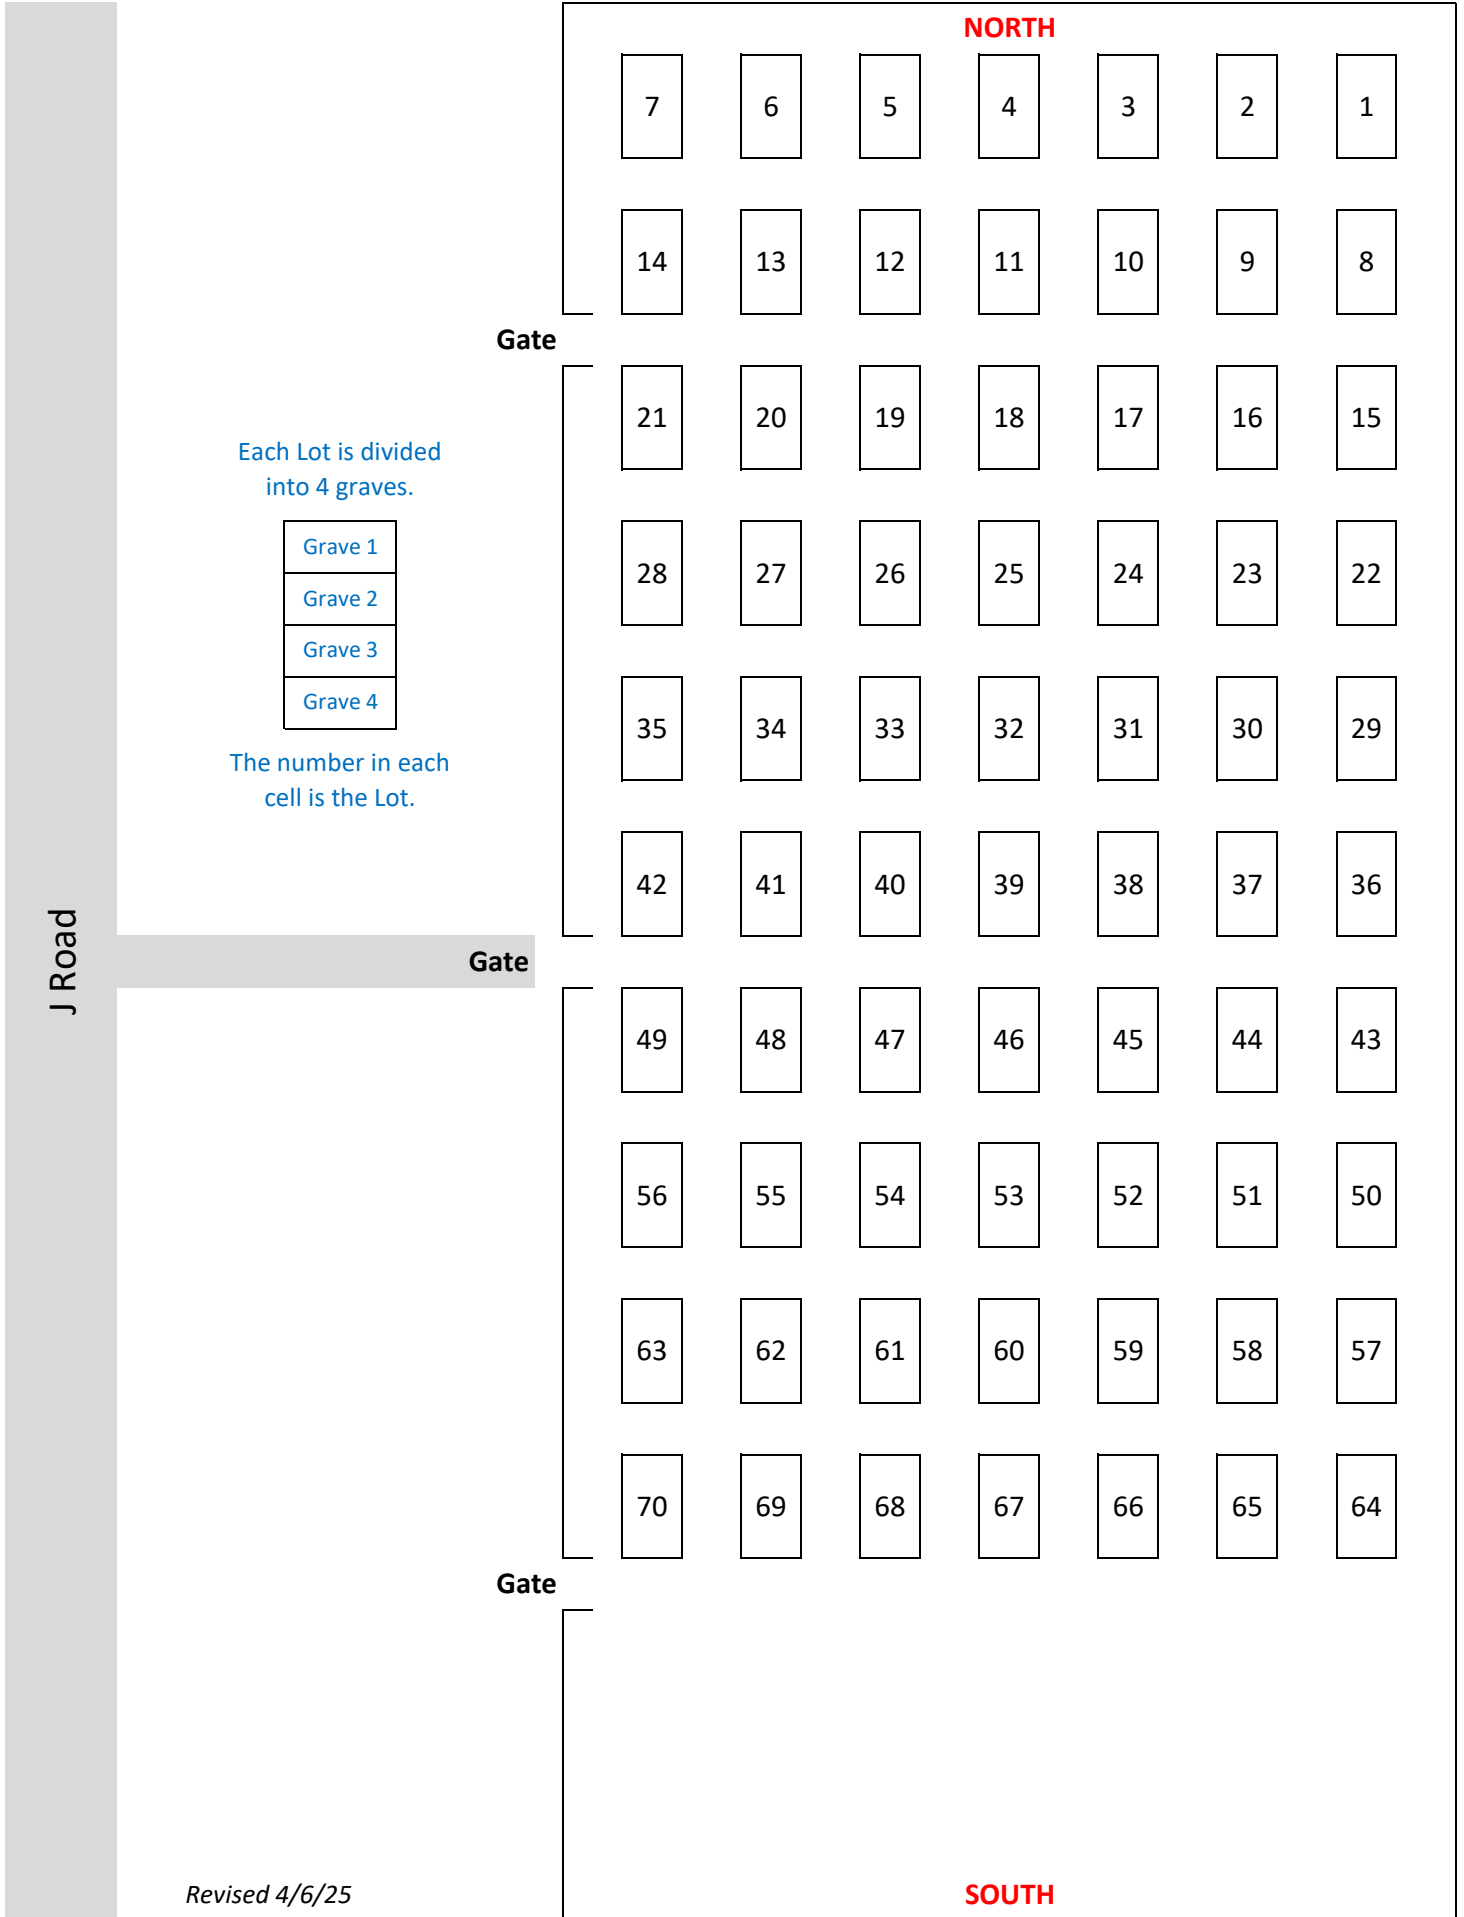 NORTH
7 6 5 4 3 2 1
14 13 12 11 10 9 8
Gate
21 20 19 18 17 16 15
Each Lot is divided
into 4 graves.
Grave 1
Grave 2
Grave 3
Grave 4
The number in each
cell is the Lot.
28 27 26 25 24 23 22
35 34 33 32 31 30 29
42 41 40 39 38 37 36
J Road
Gate
49 48 47 46 45 44 43
56 55 54 53 52 51 50
63 62 61 60 59 58 57
70 69 68 67 66 65 64
Gate
Revised 4/6/25
SOUTH